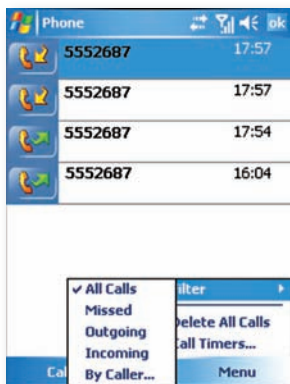 Phone ok
5552687 17:57
5552687 17:57
5552687 17:54
5552687 16:04
All Calls
Missed
Outgoing
Incoming
By Caller...
ilter
elete All Calls
all Timers...
Cal Menu